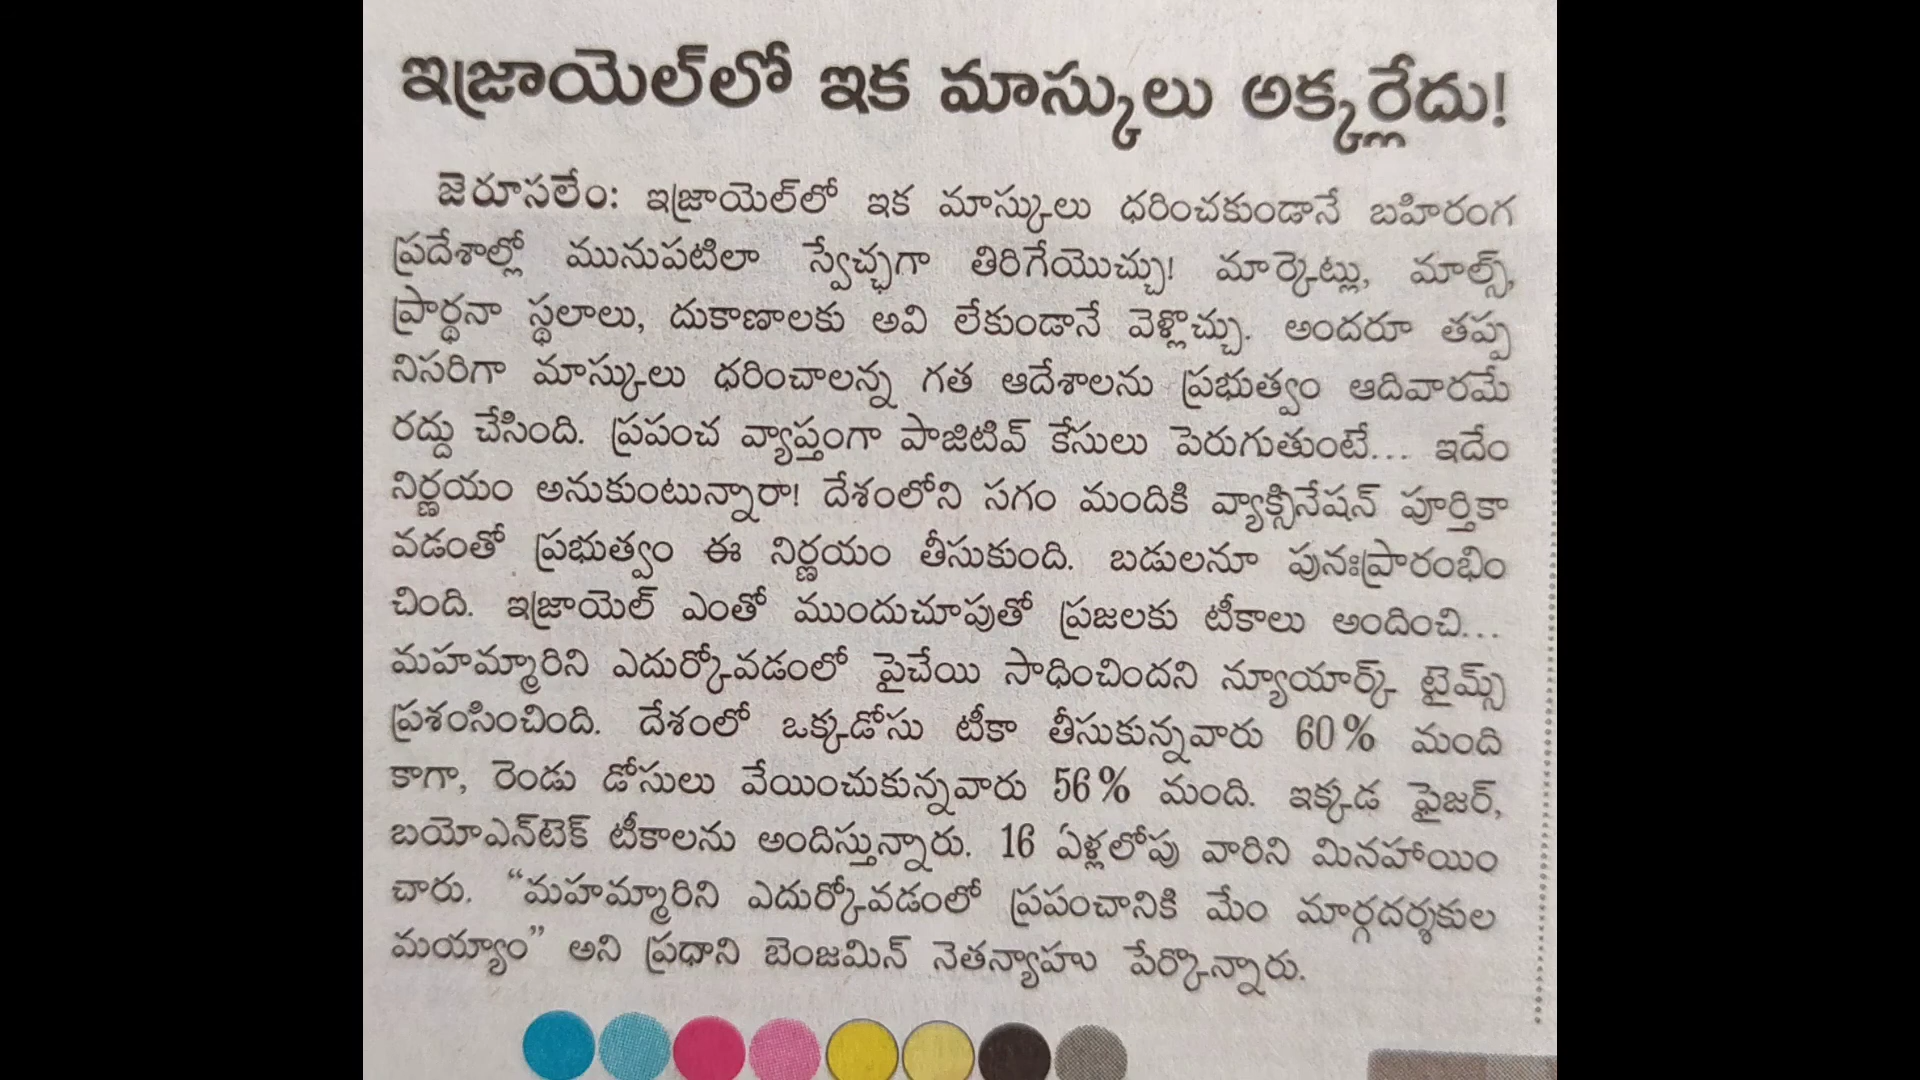 ఇజ్రాయెల్‌లో ఇక మాస్కులు అక్కర్లేదు!
జెరూసలేం: ఇజ్రాయెల్‌లో ఇక మాస్కులు ధరించకుండానే బహిరంగ
ప్రదేశాల్లో మునుపటిలా స్వేచ్ఛగా తిరిగేయొచ్చు! మార్కెట్లు, మాల్స్,
ప్రార్థనా స్థలాలు, దుకాణాలకు అవి లేకుండానే వెళ్లొచ్చు. అందరూ తప్ప
నిసరిగా మాస్కులు ధరించాలన్న గత ఆదేశాలను ప్రభుత్వం ఆదివారమే
రద్దు చేసింది. ప్రపంచ వ్యాప్తంగా పాజిటివ్ కేసులు పెరుగుతుంటే... ఇదేం
నిర్ణయం అనుకుంటున్నారా! దేశంలోని సగం మందికి వ్యాక్సినేషన్ పూర్తికా
వడంతో ప్రభుత్వం ఈ నిర్ణయం తీసుకుంది. బడులనూ పునఃప్రారంభిం
చింది. ఇజ్రాయెల్ ఎంతో ముందుచూపుతో ప్రజలకు టీకాలు అందించి...
మహమ్మారిని ఎదుర్కోవడంలో పైచేయి సాధించిందని న్యూయార్క్ టైమ్స్
ప్రశంసించింది. దేశంలో ఒక్కడోసు టీకా తీసుకున్నవారు 60% మంది
కాగా, రెండు డోసులు వేయించుకున్నవారు 56% మంది. ఇక్కడ ఫైజర్,
బయోఎన్‌టెక్ టీకాలను అందిస్తున్నారు. 16 ఏళ్లలోపు వారిని మినహాయిం
చారు. “మహమ్మారిని ఎదుర్కోవడంలో ప్రపంచానికి మేం మార్గదర్శకుల
మయ్యాం” అని ప్రధాని బెంజమిన్ నెతన్యాహు పేర్కొన్నారు.